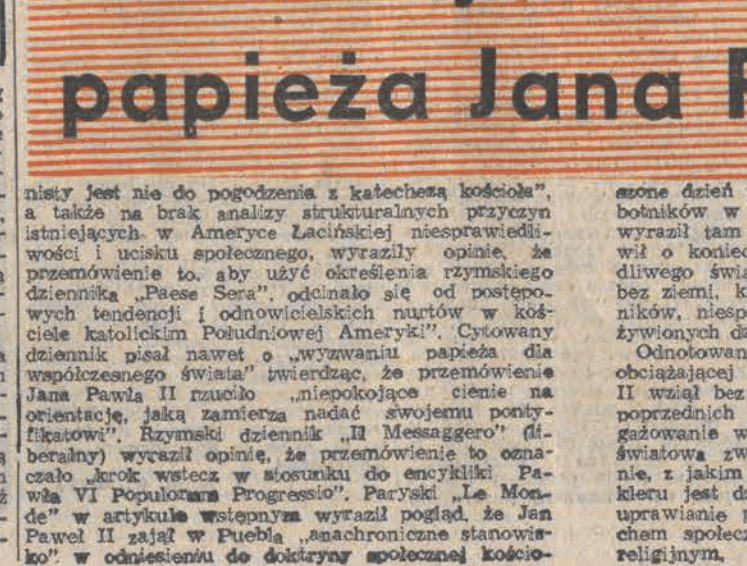 papieża Jana
nisty jest nie do pogodzenia z katechezą kościoła",
a także na brak analizy strukturalnych przyczyn
istniejących w Ameryce Łacińskiej niesprawiedli-
wości i ucisku społecznego, wyraziły opinię, że
przemówienie to, aby użyć określenia rzymskiego
dziennika „Paese Sera", odcinało się od postępo-
wych tendencji i odnowicielskich nurtów w koś-
ciele katolickim Południowej Ameryki". Cytowany
dziennik pisał nawet o „wyzwaniu papieża dla
współczesnego świata" twierdząc, że przemówienie
Jana Pawła II rzuciło „niepokojące cienie na
orientację, jaką zamierza nadać swojemu ponty-
fikatowi". Rzymski dziennik „Il Messaggero" (li-
beralny) wyraził opinię, że przemówienie to ozna-
czało „krok wstecz w stosunku do encykliki Pa-
wła VI Populorum Progressio". Paryski „Le Mon-
de" w artykule wstępnym wyraził pogląd, że Jan
Paweł II zajął w Puebla „anachroniczne stanowis-
ko" w odniesieniu do doktryny społecznej kościo-
szone dzień
botników w
wyraził tam
wił o koniec
dliwego świa
bez ziemi, k
ników, niesp
żywionych dz
Odnotowan
obciążającej
II wziął bez
poprzednich
gażowanie w
światowa zw
nie, z jakim
kleru jest d
uprawianie
chem społecz
religijnym,